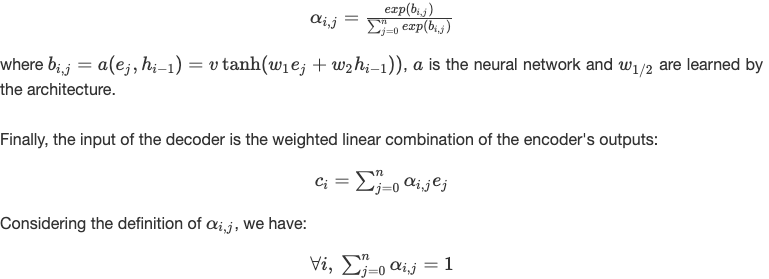 $\alpha_{i,j} = \frac{exp(b_{i,j})}{\sum_{j=0}^{n} exp(b_{i,j})}$
where $b_{i,j} = a(e_j, h_{i-1}) = v \tanh(w_1 e_j + w_2 h_{i-1}))$, $a$ is the neural network and $w_{1/2}$ are learned by
the architecture.
Finally, the input of the decoder is the weighted linear combination of the encoder's outputs:
$c_i = \sum_{j=0}^{n} \alpha_{i,j} e_j$
Considering the definition of $\alpha_{i,j}$, we have:
$\forall i, \sum_{j=0}^{n} \alpha_{i,j} = 1$